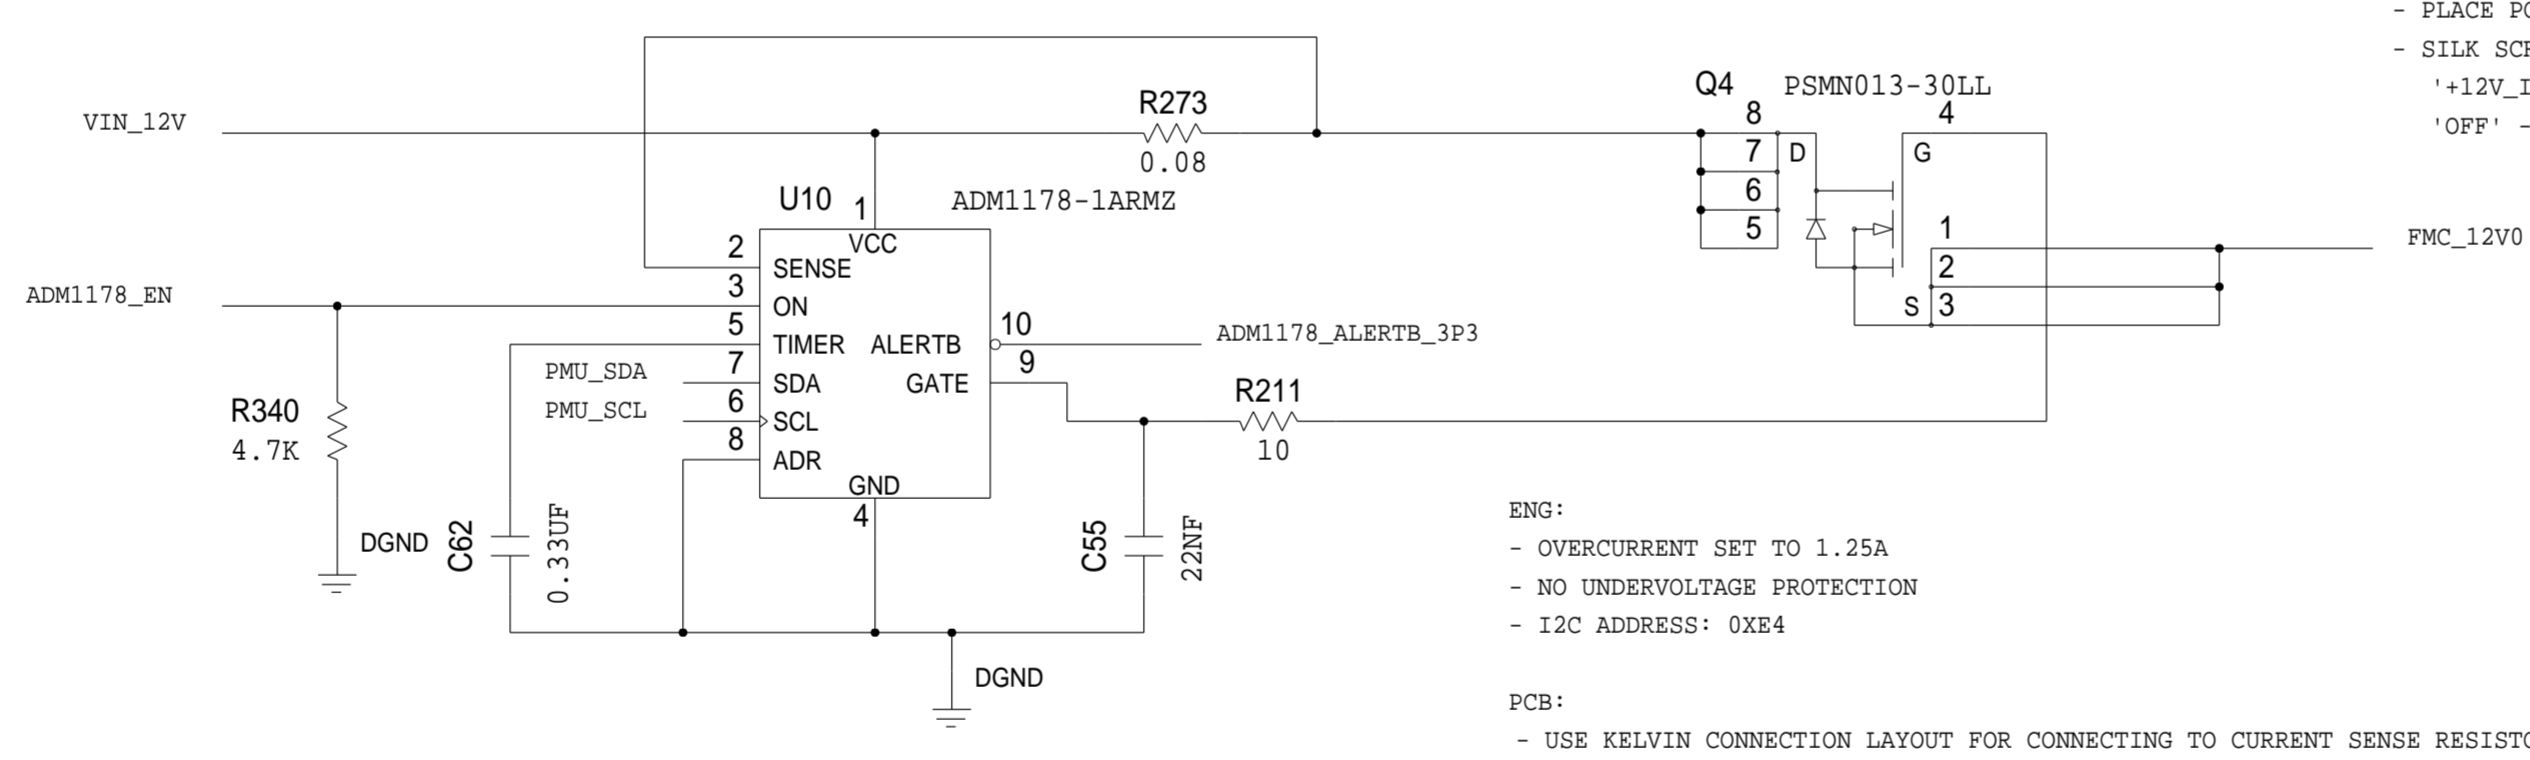 - PLACE
- SILK
'+12V_I
'OFF' -
VIN_12V
R273
0.08
Q4 PSMN013-30LL
8
7
6
5
D
4
G
1
2
3
S
FMC_12V0
U10
1
ADM1178-1ARMZ
VCC
2
SENSE
3
ON
ADM1178_EN
5
TIMER
ALERTB
10
ADM1178_ALERTB_3P3
PMU_SDA
7
SDA
GATE
9
PMU_SCL
6
SCL
8
ADR
GND
4
R211
10
R340
4.7K
DGND
C62
0.33UF
C55
22NF
DGND
ENG:
- OVERCURRENT SET TO 1.25A
- NO UNDERVOLTAGE PROTECTION
- I2C ADDRESS: 0XE4
PCB:
- USE KELVIN CONNECTION LAYOUT FOR CONNECTING TO CURRENT SENSE